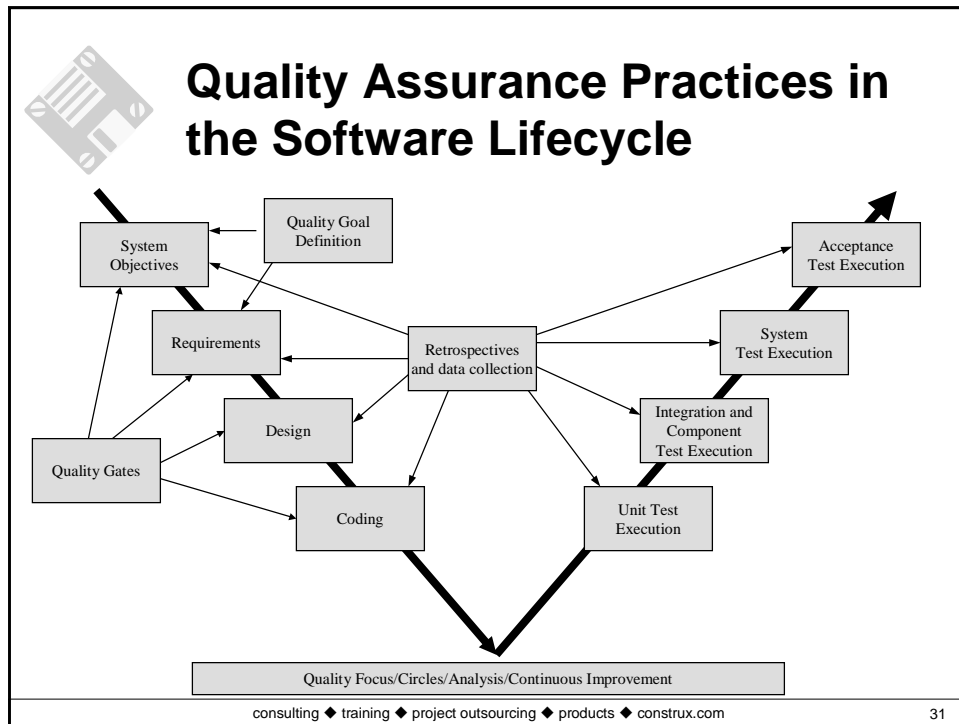 Quality Assurance Practices in
the Software Lifecycle
Quality Goal
Definition
System
Objectives
Acceptance
Test Execution
Requirements
Retrospectives
and data collection
System
Test Execution
Design
Integration and
Component
Test Execution
Quality Gates
Coding
Unit Test
Execution
Quality Focus/Circles/Analysis/Continuous Improvement
consulting ◆ training ◆ project outsourcing ◆ products ◆ construx.com
31